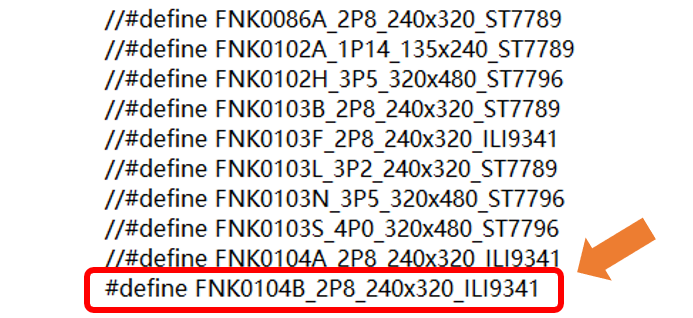 //#define FNK0086A_2P8_240x320_ST7789
//#define FNK0102A_1P14_135x240_ST7789
//#define FNK0102H_3P5_320x480_ST7796
//#define FNK0103B_2P8_240x320_ST7789
//#define FNK0103F_2P8_240x320_ILI9341
//#define FNK0103L_3P2_240x320_ST7789
//#define FNK0103N_3P5_320x480_ST7796
//#define FNK0103S_4P0_320x480_ST7796
//#define FNK0104A_2P8_240x320_ILI9341
#define FNK0104B_2P8_240x320_ILI9341